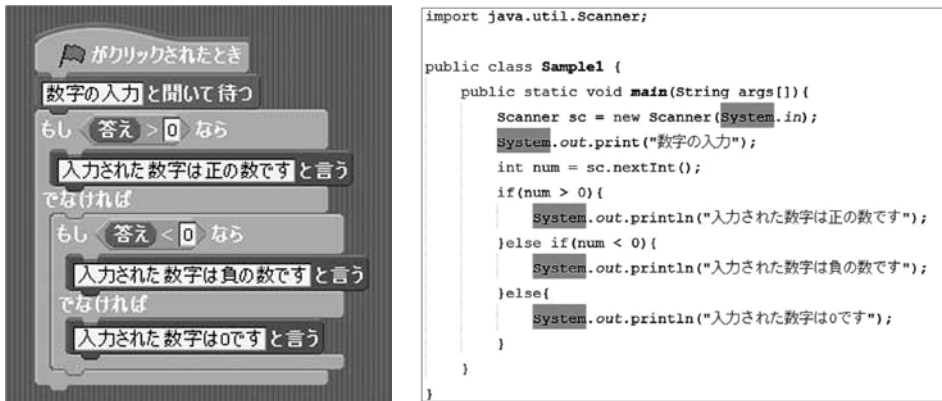 がクリックされたとき
数字の入力 と聞いて待つ
もし 答え > 0 なら
入力された数字は正の数です と言う
でなければ
もし 答え < 0 なら
入力された数字は負の数です と言う
でなければ
入力された数字は0です と言う
import java.util.Scanner;
public class Sample1 {
public static void main(String args[]){
Scanner sc = new Scanner(System.in);
System.out.print("数字の入力");
int num = sc.nextInt();
if(num > 0){
System.out.println("入力された数字は正の数です");
}else if(num < 0){
System.out.println("入力された数字は負の数です");
}else{
System.out.println("入力された数字は0です");
}
}
}